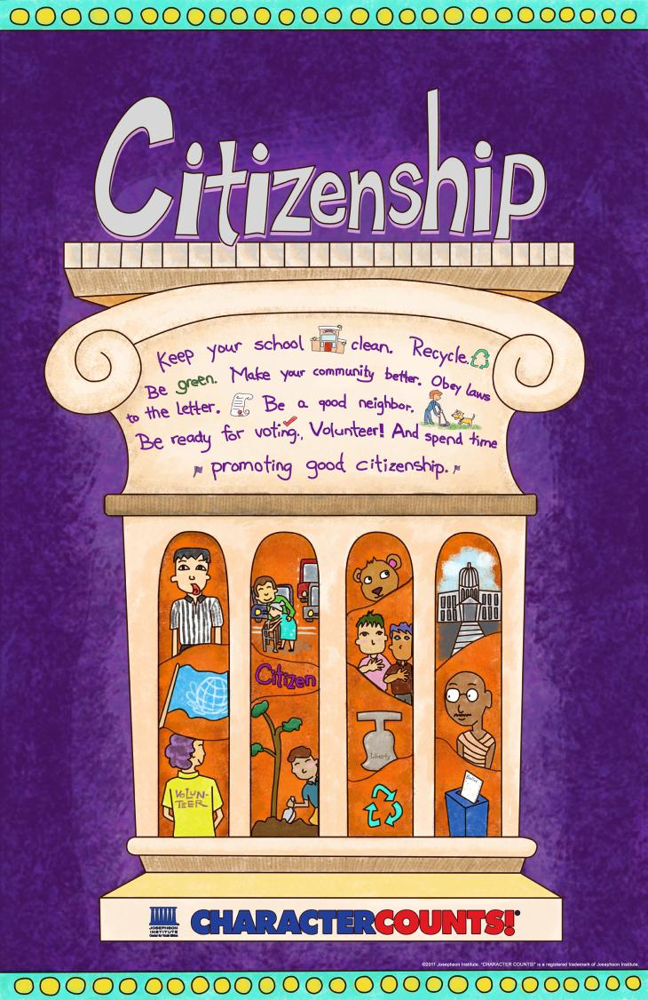 Citizenship
Keep your school clean. Recycle.
Be green. Make your community better. Obey laws
to the letter. Be a good neighbor.
Be ready for voting., Volunteer! And spend time
promoting good citizenship.
Citizen
Liberty
VOLUN-
TEER
Ballot
JOSEPHSON
INSTITUTE
Center for Youth Ethics
CHARACTER COUNTS!®
©2011 Josephson Institute. "CHARACTER COUNTS!" is a registered trademark of Josephson Institute.